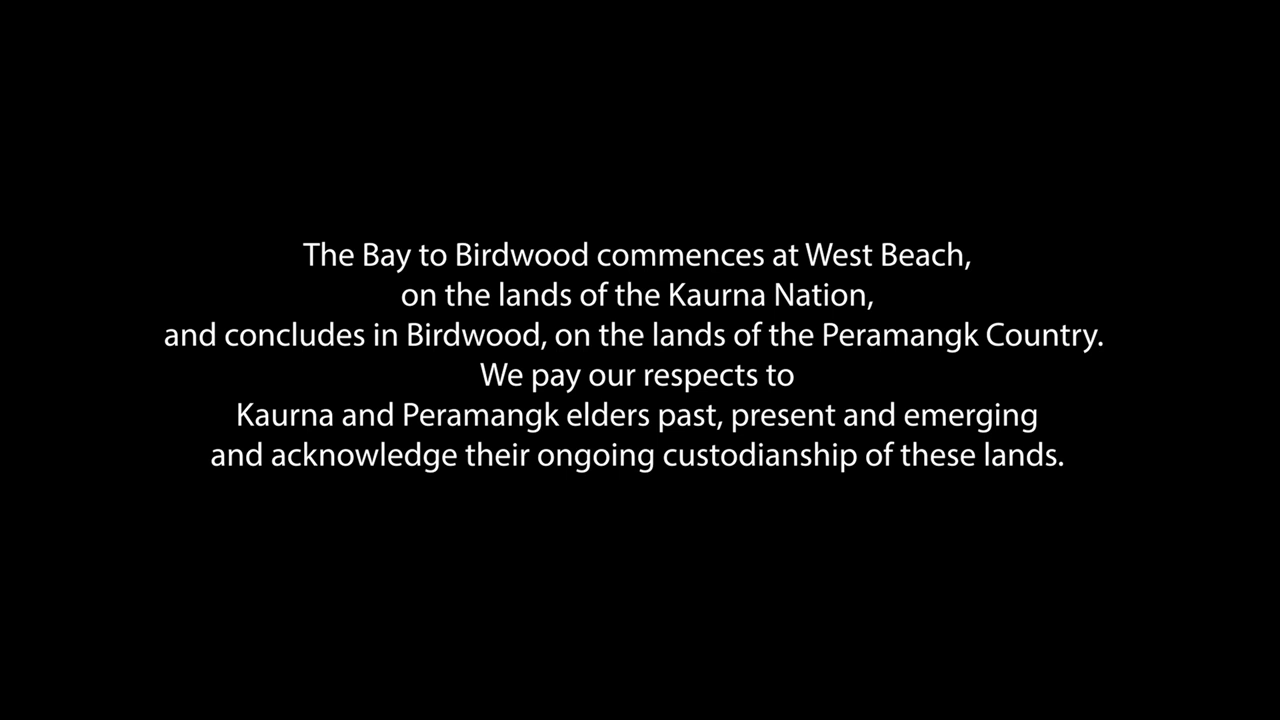 The Bay to Birdwood commences at West Beach,
on the lands of the Kaurna Nation,
and concludes in Birdwood, on the lands of the Peramangk Country.
We pay our respects to
Kaurna and Peramangk elders past, present and emerging
and acknowledge their ongoing custodianship of these lands.